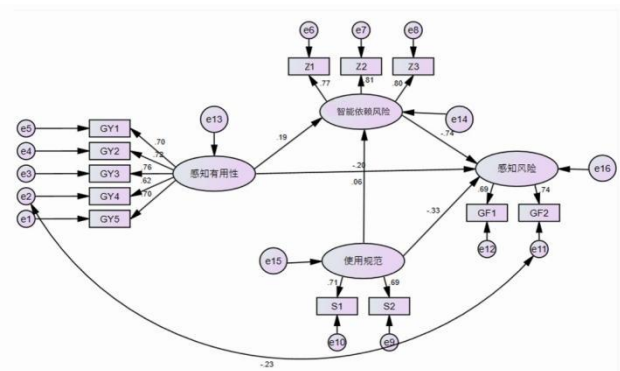 e6
e7
e8
Z1
Z2
Z3
.77
.81
.80
智能依赖风险
e14
e13
e5
GY1
e4
GY2
e3
GY3
e2
GY4
e1
GY5
.70
.72
.76
.62
.70
感知有用性
.19
-.74
-.20
.06
-.33
感知风险
e16
.69
.74
GF1
GF2
e12
e11
e15
使用规范
.71
.69
S1
S2
e10
e9
-.23